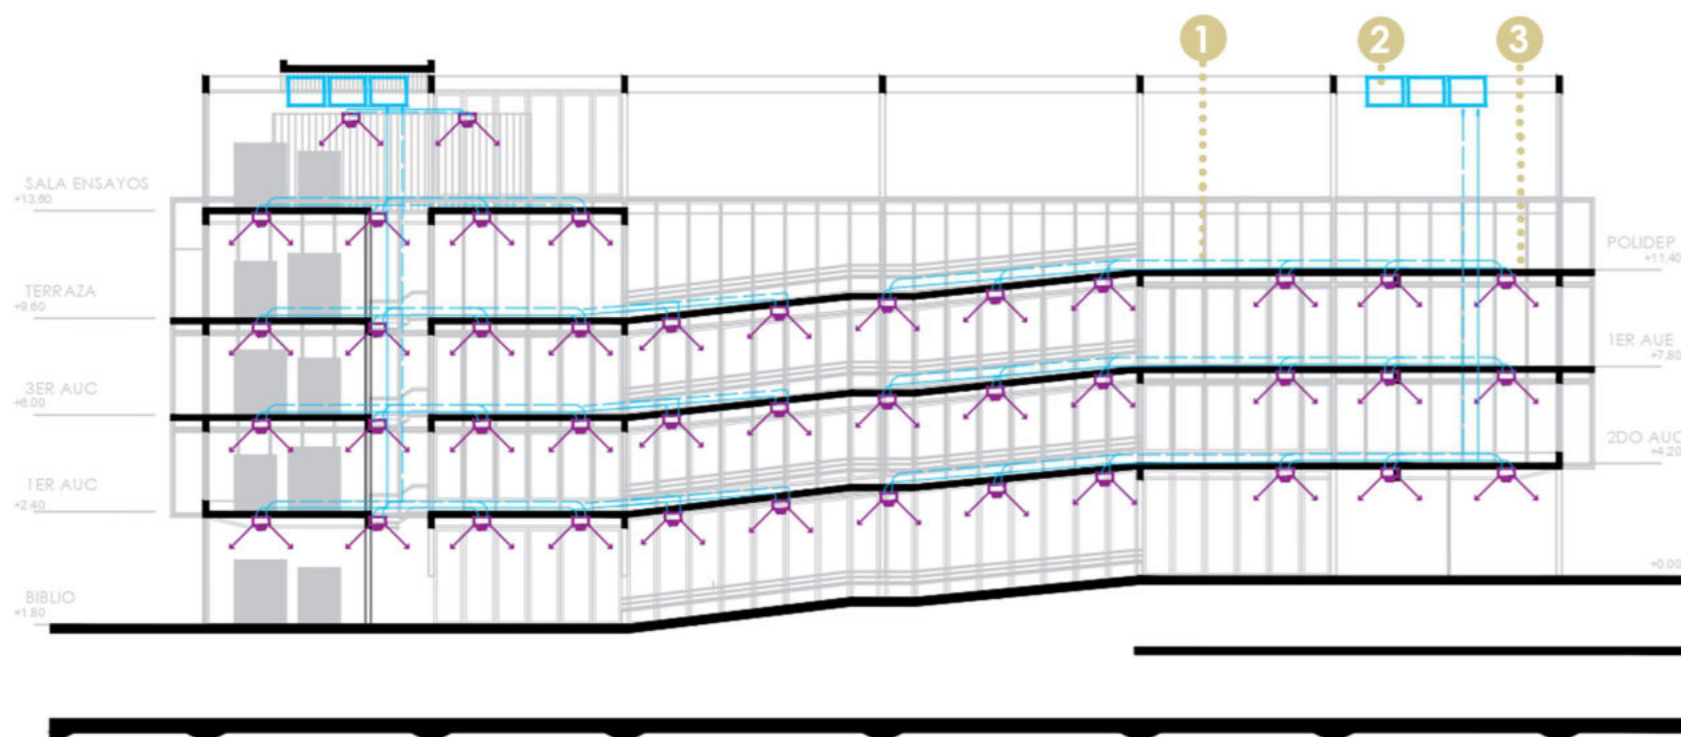 1
2
3
SALA ENSAYOS
+13.60
TERRAZA
+9.60
3ER AUC
+6.00
1ER AUC
+2.40
BIBLIO
+1.80
POLIDEP
+11.40
1ER AUE
+7.80
2DO AUC
+4.20
+0.00